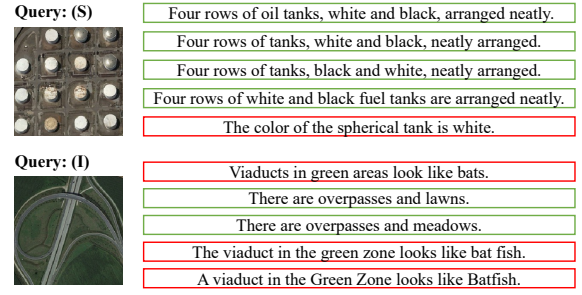 Query: (S)
Four rows of oil tanks, white and black, arranged neatly.
Four rows of tanks, white and black, neatly arranged.
Four rows of tanks, black and white, neatly arranged.
Four rows of white and black fuel tanks are arranged neatly.
The color of the spherical tank is white.
Query: (I)
Viaducts in green areas look like bats.
There are overpasses and lawns.
There are overpasses and meadows.
The viaduct in the green zone looks like bat fish.
A viaduct in the Green Zone looks like Batfish.